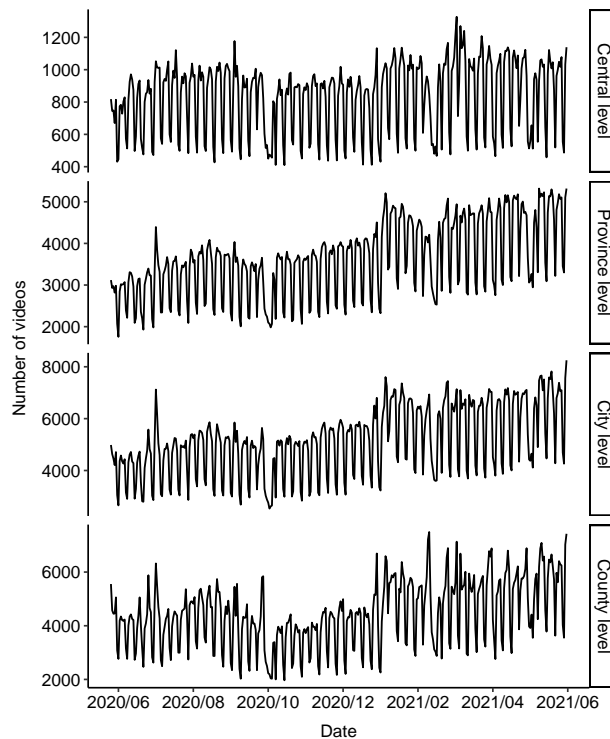 1200
1000
800
600
400
Central level
5000
4000
3000
2000
Province level
8000
6000
4000
City level
6000
4000
2000
County level
Number of videos
2020/06 2020/08 2020/10 2020/12 2021/02 2021/04 2021/06
Date